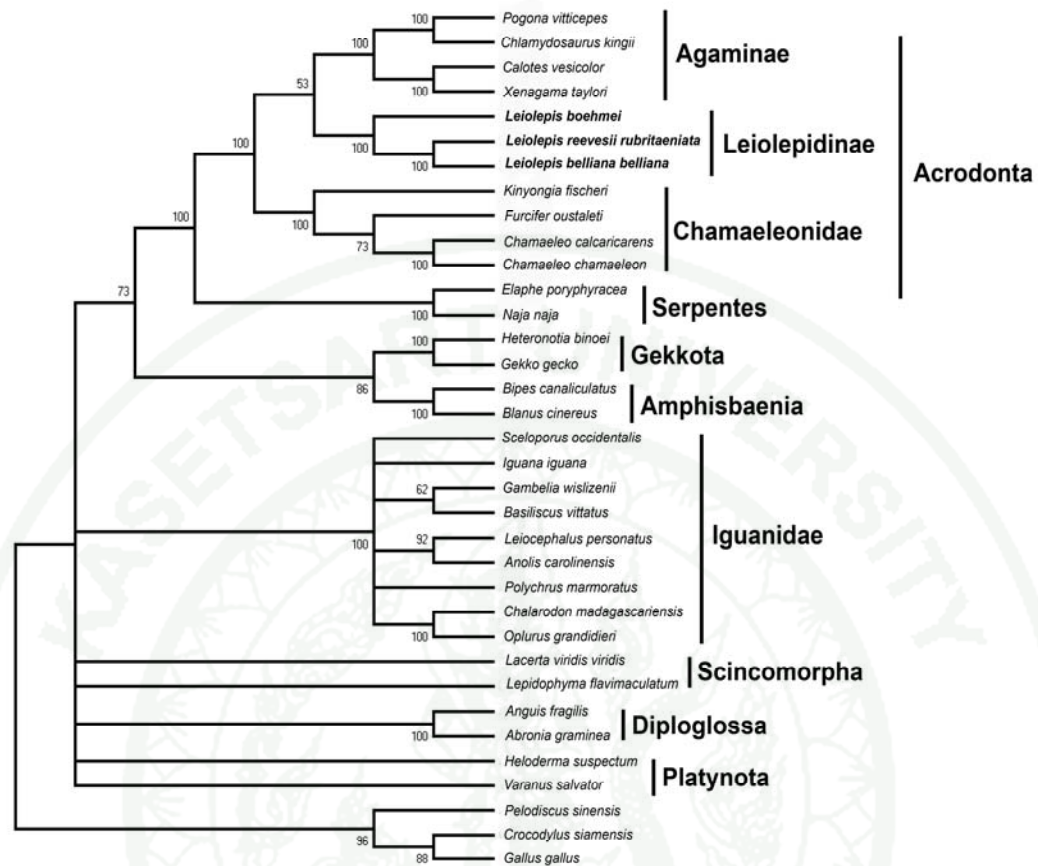 100
Pogona vitticepes
Chlamydosaurus kingii
100
Calotes vesicolor
100
Xenagama taylori
Agaminae
53
Leiolepis boehmei
100
Leiolepis reevesii rubritaeniata
100
Leiolepis belliana belliana
Leiolepidinae
100
Kinyongia fischeri
100
Furcifer oustaleti
73
Chamaeleo calcaricarens
100
Chamaeleo chamaeleon
Chamaeleonidae
Acrodonta
100
Elaphe poryphyracea
100
Naja naja
Serpentes
73
100
Heteronotia binoei
Gekko gecko
Gekkota
86
Bipes canaliculatus
100
Blanus cinereus
Amphisbaenia
Sceloporus occidentalis
Iguana iguana
62
Gambelia wislizenii
Basiliscus vittatus
100
92
Leiocephalus personatus
Anolis carolinensis
Polychrus marmoratus
Chalarodon madagascariensis
100
Oplurus grandidieri
Iguanidae
Lacerta viridis viridis
Lepidophyma flavimaculatum
Scincomorpha
Anguis fragilis
100
Abronia graminea
Diploglossa
Heloderma suspectum
Varanus salvator
Platynota
Pelodiscus sinensis
96
Crocodylus siamensis
88
Gallus gallus
KASETSART UNIVERSITY